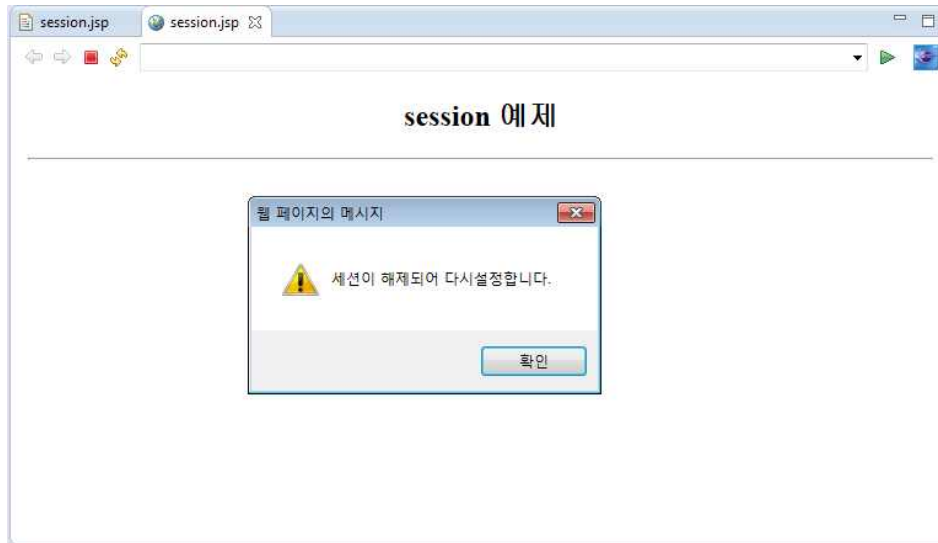 session.jsp
session.jsp
session 예제
웹 페이지의 메시지
세션이 해제되어 다시설정합니다.
확인